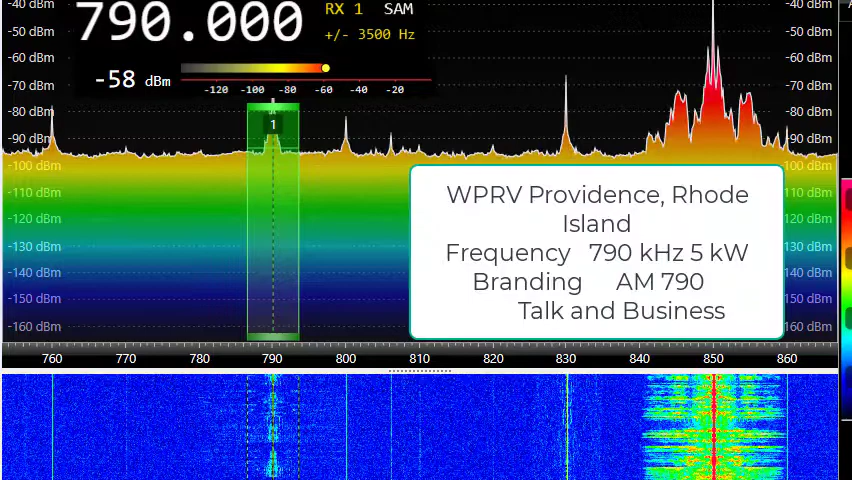 -40 dBm
-50 dBm
-60 dBm
-70 dBm
-80 dBm
-90 dBm
-100 dBm
-110 dBm
-120 dBm
-130 dBm
-140 dBm
-150 dBm
-160 dBm
790.000
RX 1 SAM
+/- 3500 Hz
-58 dBm
-120 -100 -80 -60 -40 -20
1
WPRV Providence, Rhode
Island
Frequency 790 kHz 5 kW
Branding AM 790
Talk and Business
-40 dBm
-50 dBm
-60 dBm
-70 dBm
-80 dBm
-90 dBm
-100 dBm
-110 dBm
-120 dBm
-130 dBm
-140 dBm
-150 dBm
-160 dBm
760 770 780 790 800 810 820 830 840 850 860